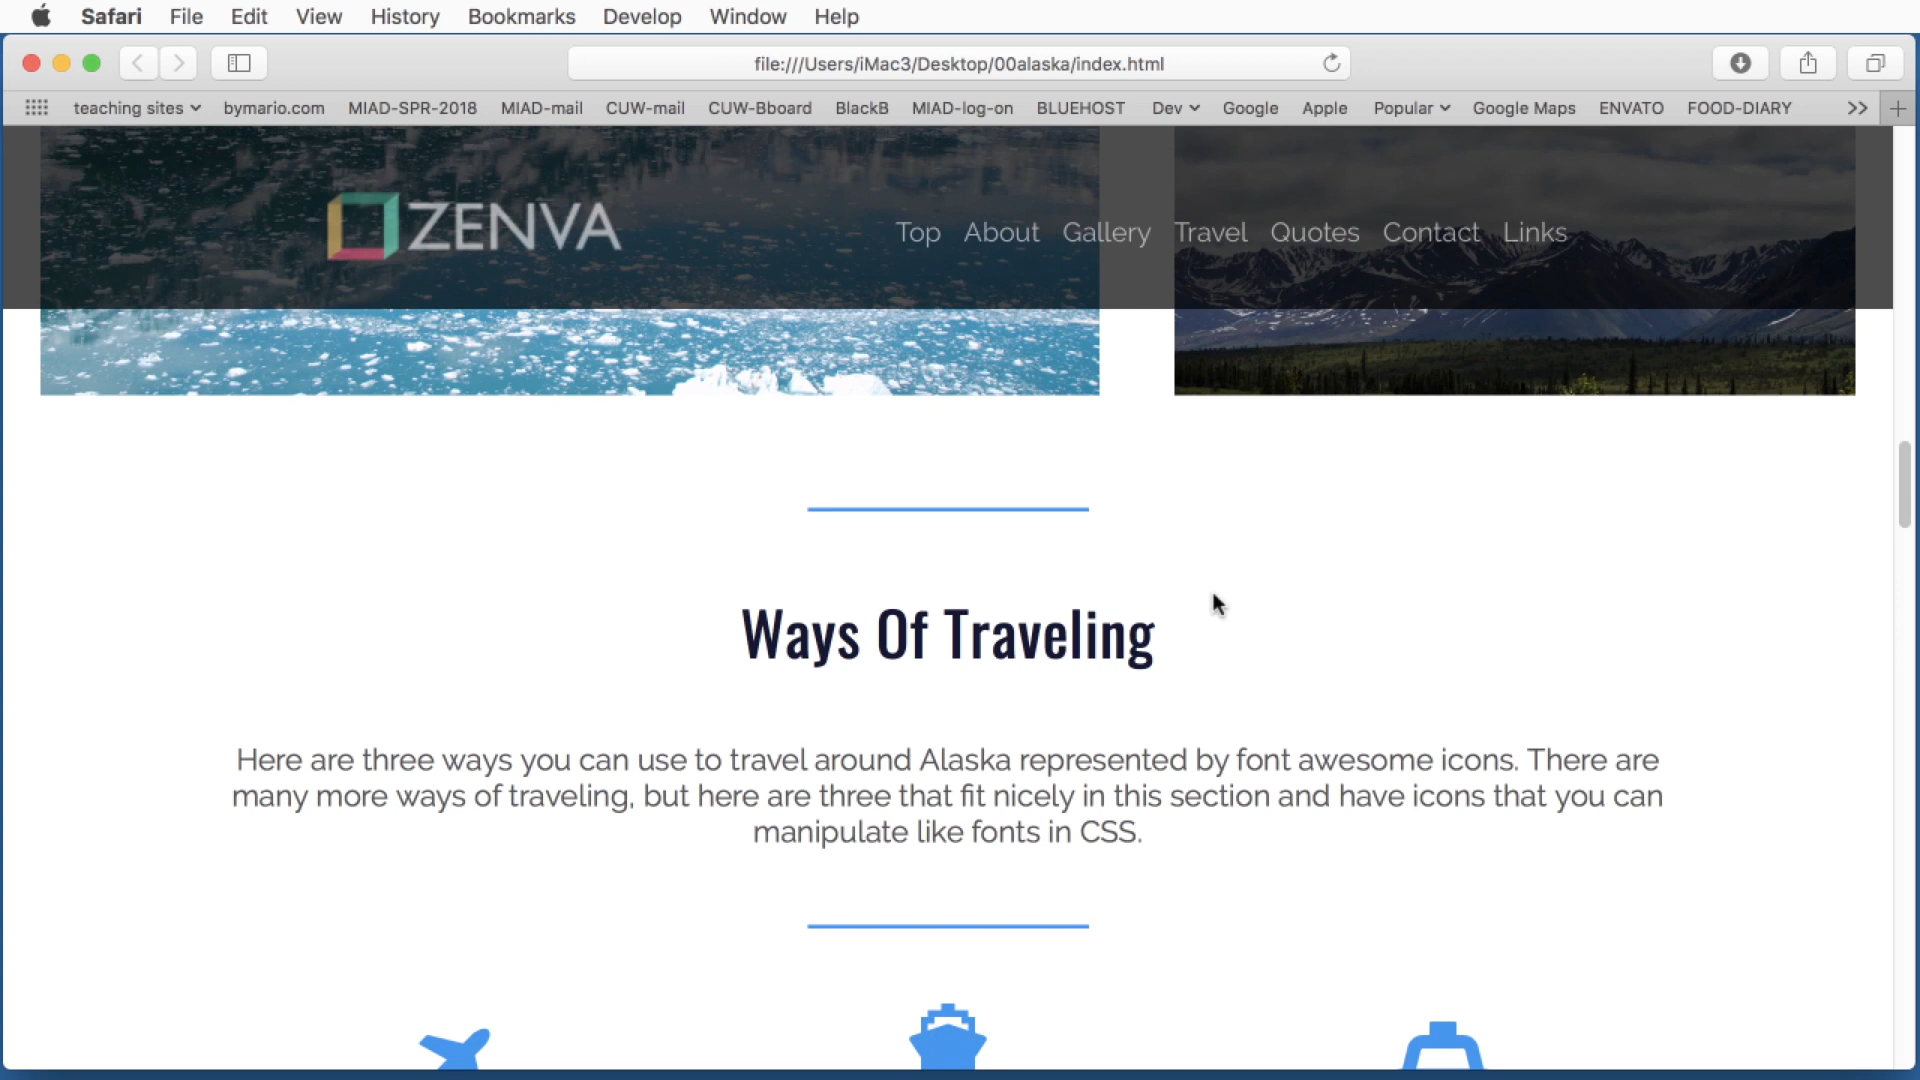 Safari File Edit View History Bookmarks Develop Window Help
file:///Users/iMac3/Desktop/00alaska/index.html
teaching sites bymario.com MIAD-SPR-2018 MIAD-mail CUW-mail CUW-Bboard BlackB MIAD-log-on BLUEHOST Dev Google Apple Popular Google Maps ENVATO FOOD-DIARY
ZENVA
Top About Gallery Travel Quotes Contact Links
Ways Of Traveling
Here are three ways you can use to travel around Alaska represented by font awesome icons. There are
many more ways of traveling, but here are three that fit nicely in this section and have icons that you can
manipulate like fonts in CSS.